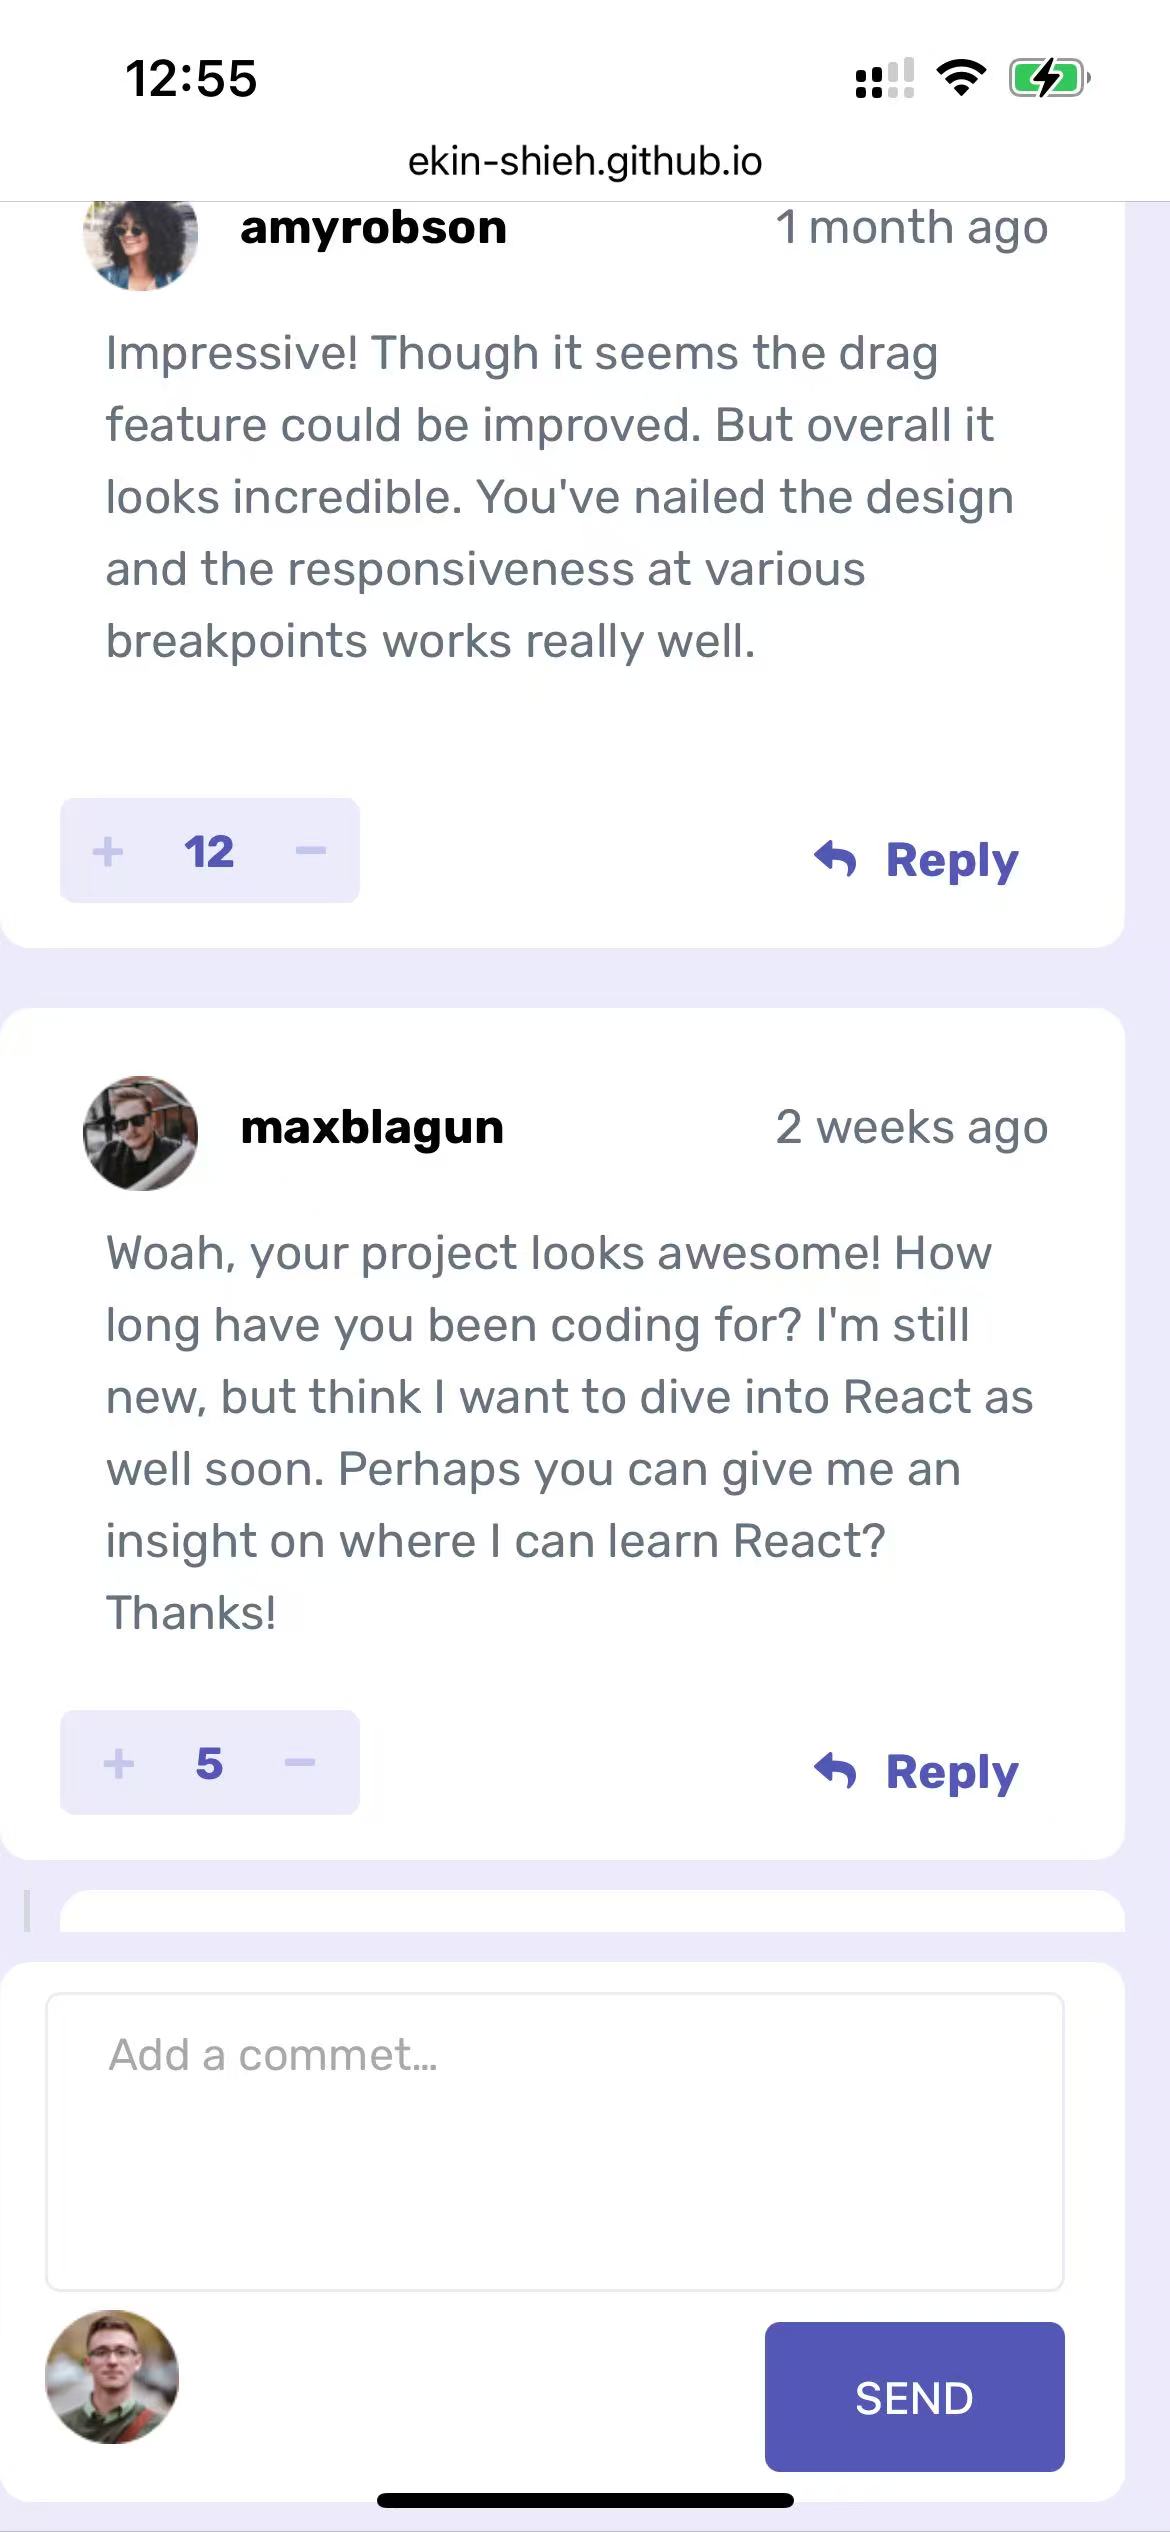 12:55
ekin-shieh.github.io
amyrobson 1 month ago
Impressive! Though it seems the drag
feature could be improved. But overall it
looks incredible. You've nailed the design
and the responsiveness at various
breakpoints works really well.
+ 12 −
Reply
maxblagun 2 weeks ago
Woah, your project looks awesome! How
long have you been coding for? I'm still
new, but think I want to dive into React as
well soon. Perhaps you can give me an
insight on where I can learn React?
Thanks!
+ 5 −
Reply
Add a commet...
SEND